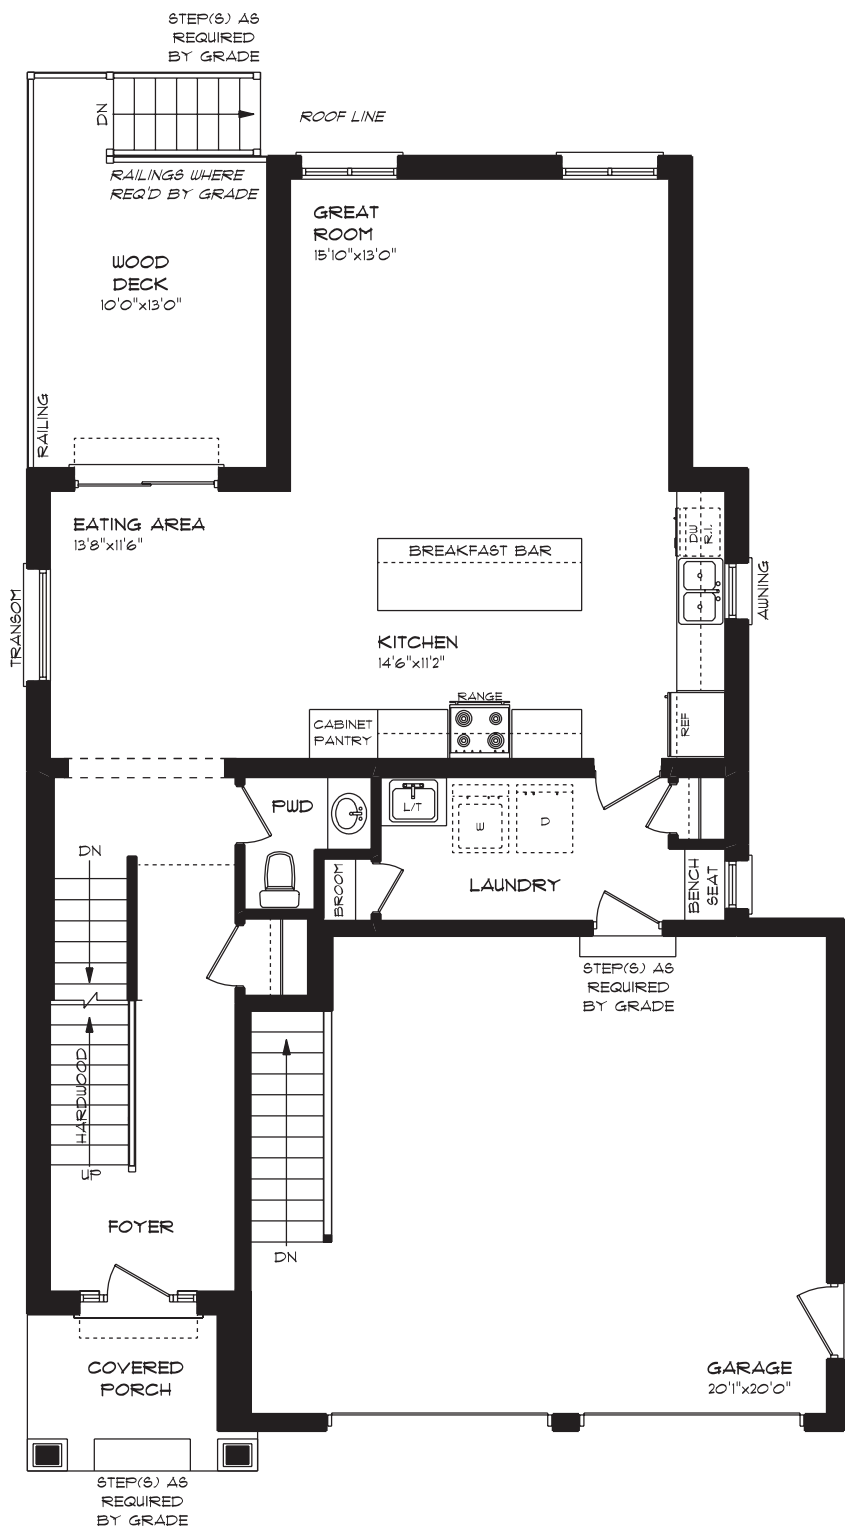 STEP(S) AS
REQUIRED
BY GRADE
DN
ROOF LINE
RAILINGS WHERE
REQ'D BY GRADE
GREAT
ROOM
15'10"x13'0"
WOOD
DECK
10'0"x13'0"
RAILING
EATING AREA
13'8"x11'6"
BREAKFAST BAR
DW
R.I.
TRANSOM
AWNING
KITCHEN
14'6"x11'2"
RANGE
CABINET
PANTRY
REF
PWD
L/T
W
D
DN
BROOM
LAUNDRY
BENCH
SEAT
STEP(S) AS
REQUIRED
BY GRADE
HARDWOOD
UP
FOYER
DN
COVERED
PORCH
GARAGE
20'1"x20'0"
STEP(S) AS
REQUIRED
BY GRADE